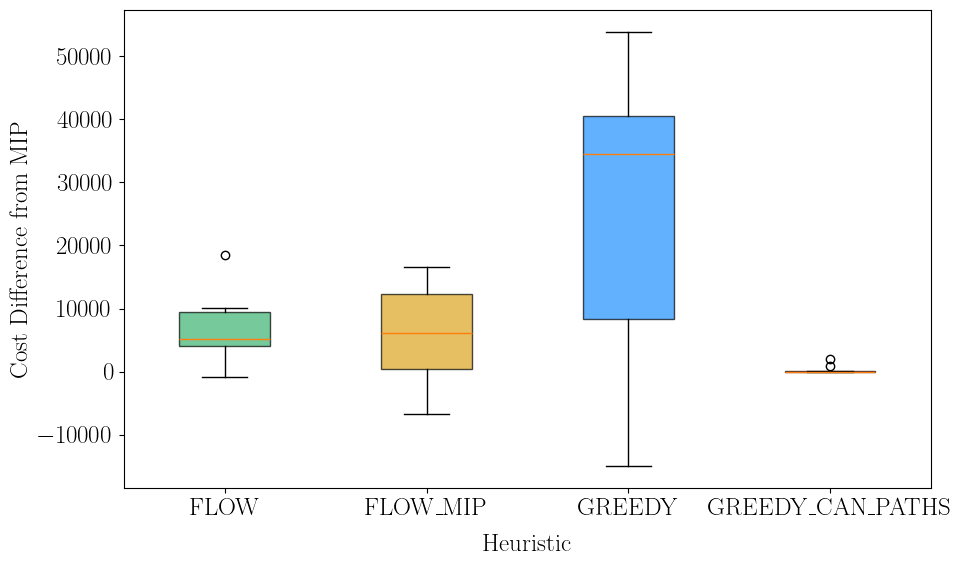 Cost Difference from MIP
50000
40000
30000
20000
10000
0
−10000
FLOW
FLOW_MIP
GREEDY
GREEDY_CAN_PATHS
Heuristic